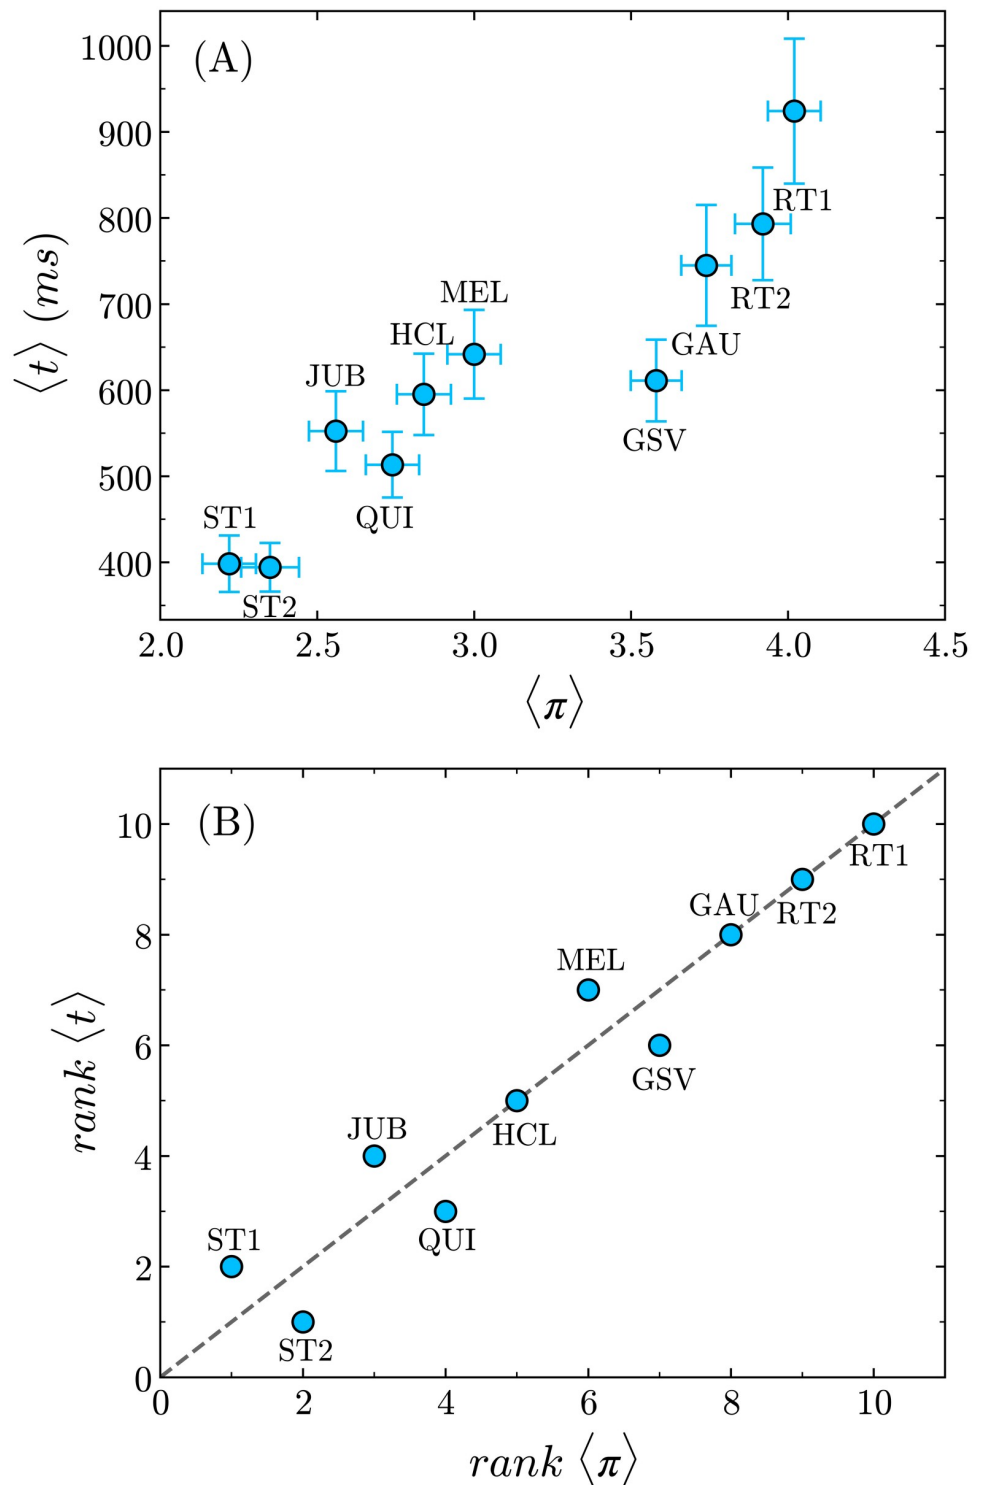 (A)
1000
900
800
700
600
500
400
⟨t⟩ (ms)
RT1
RT2
GAU
MEL
HCL
JUB
GSV
QUI
ST1
ST2
2.0 2.5 3.0 3.5 4.0 4.5
⟨π⟩
(B)
10
8
6
4
2
0
rank ⟨t⟩
RT1
GAU
RT2
MEL
GSV
JUB
HCL
ST1
QUI
ST2
0 2 4 6 8 10
rank ⟨π⟩